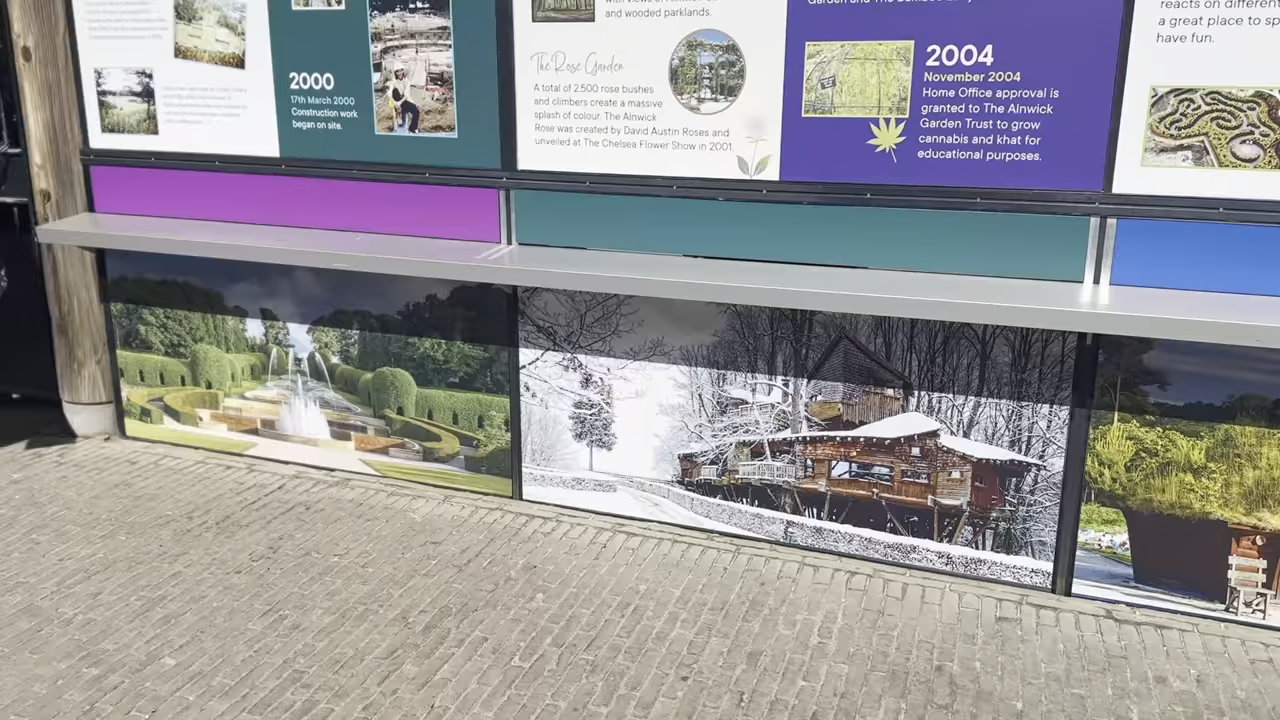 2000
17th March 2000
Construction work
began on site.
and wooded parklands.
The Rose Garden
A total of 2,500 rose bushes
and climbers create a massive
splash of colour. The Alnwick
Rose was created by David Austin Roses and
unveiled at The Chelsea Flower Show in 2001.
2004
November 2004
Home Office approval is
granted to The Alnwick
Garden Trust to grow
cannabis and khat for
educational purposes.
reacts on different
a great place to sp
have fun.